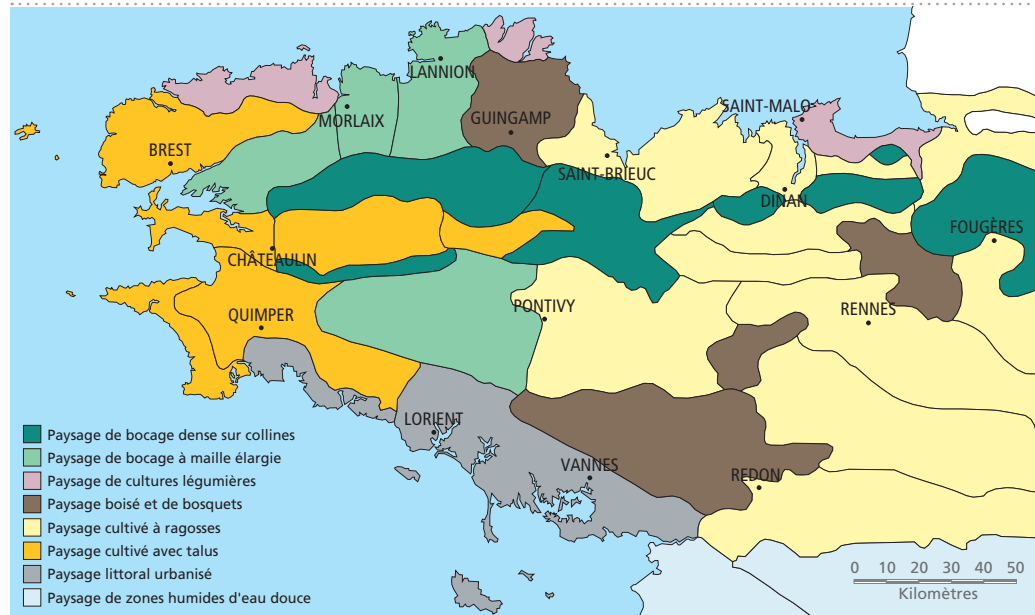 LANNION
MORLAIX
GUINGAMP
SAINT-MALO
BREST
SAINT-BRIEUC
DINAN
FOUGÈRES
CHÂTEAULIN
QUIMPER
PONTIVY
RENNES
LORIENT
VANNES
REDON
Paysage de bocage dense sur collines
Paysage de bocage à maille élargie
Paysage de cultures légumières
Paysage boisé et de bosquets
Paysage cultivé à ragosses
Paysage cultivé avec talus
Paysage littoral urbanisé
Paysage de zones humides d'eau douce
0 10 20 30 40 50
Kilomètres